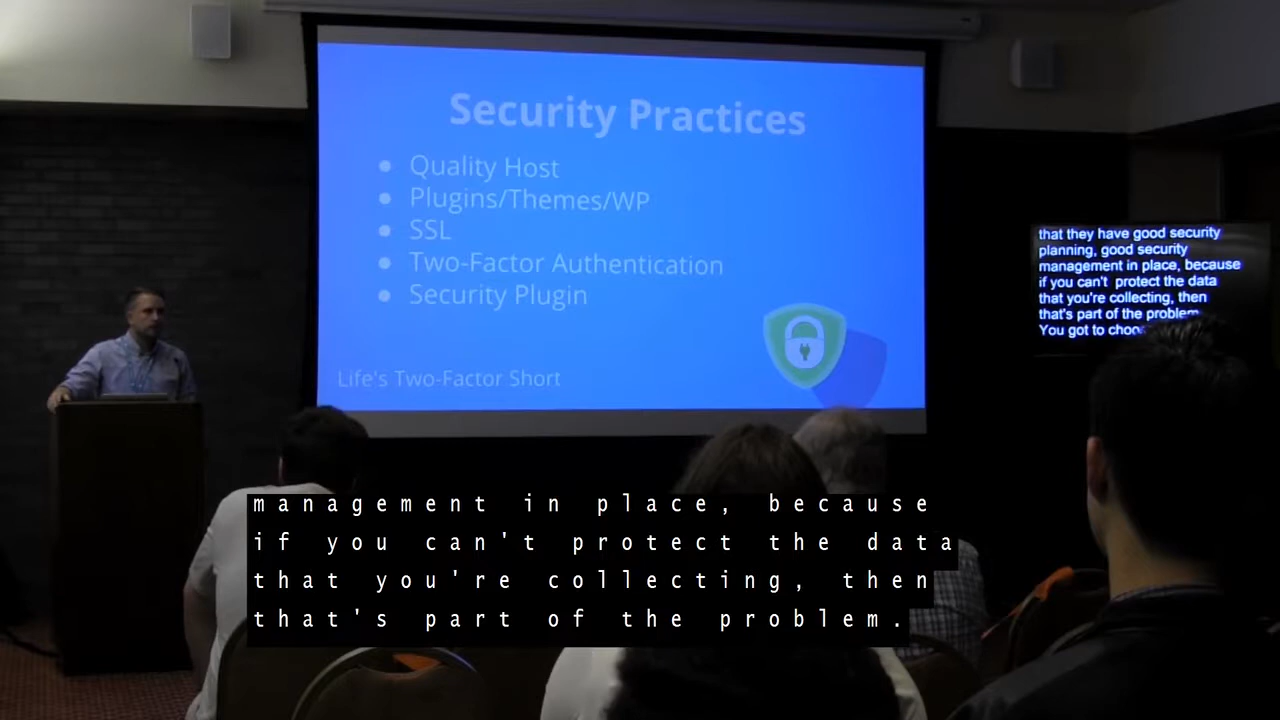 Security Practices
Quality Host
Plugins/Themes/WP
SSL
Two-Factor Authentication
Security Plugin
Life's Two-Factor Short
that they have good security
planning, good security
management in place, because
if you can't protect the data
that you're collecting, then
that's part of the problem
You got to
management in place, because
if you can't protect the data
that you're collecting, then
that's part of the problem.